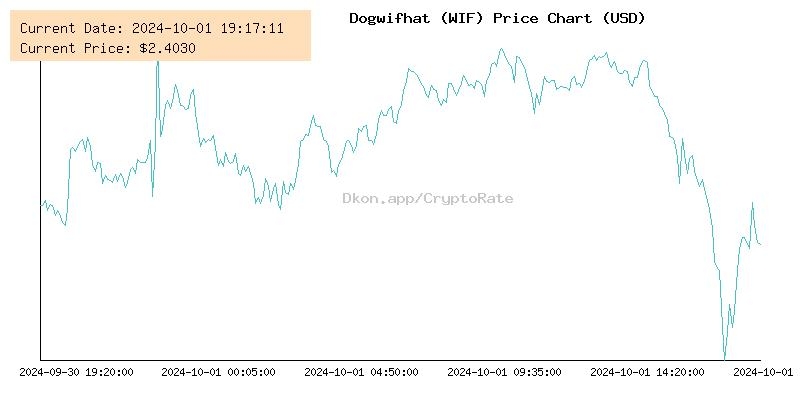 Dogwifhat (WIF) Price Chart (USD)
Current Date: 2024-10-01 19:17:11
Current Price: $2.4030
Dkon.app/CryptoRate
2024-09-30 19:20:00 2024-10-01 00:05:00 2024-10-01 04:50:00 2024-10-01 09:35:00 2024-10-01 14:20:00 2024-10-01